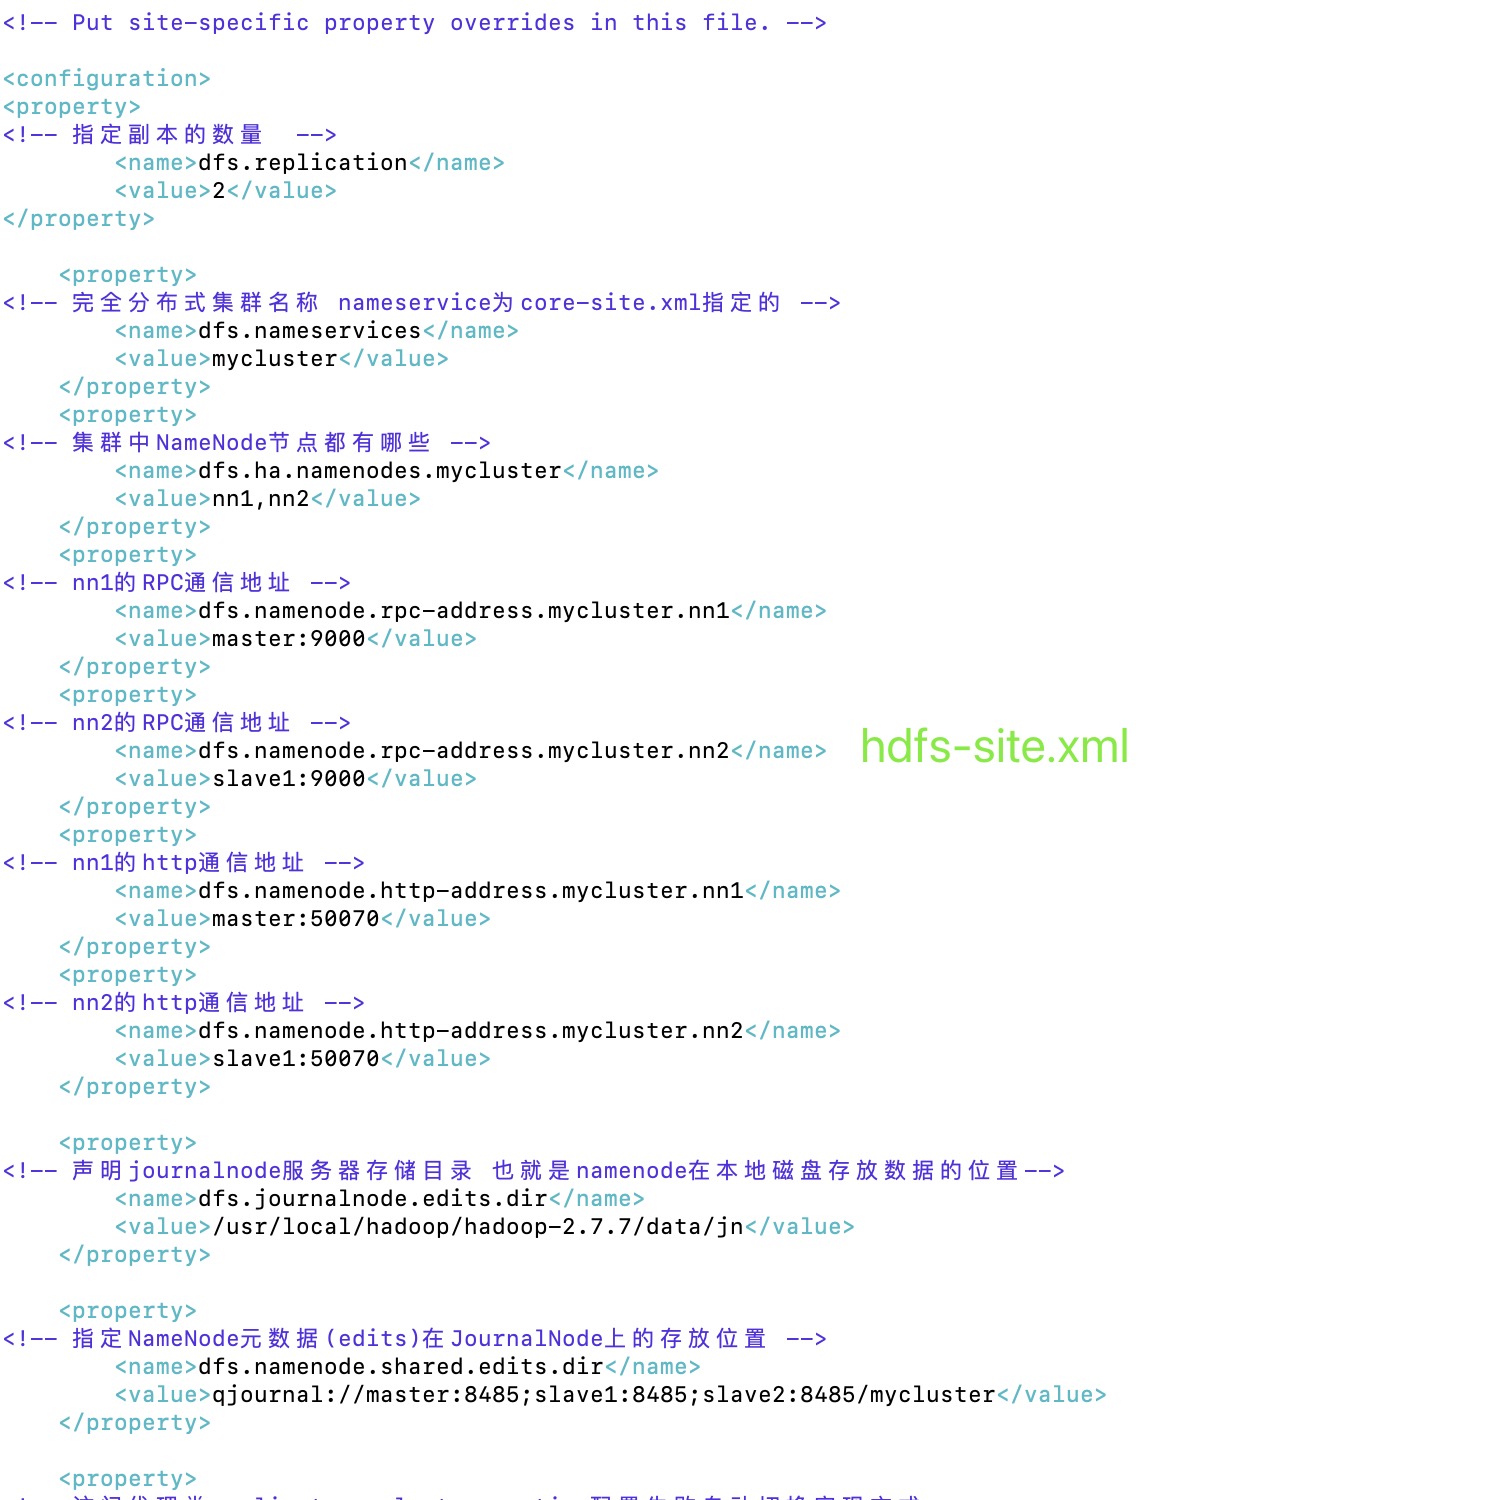 <!-- Put site-specific property overrides in this file. -->
<configuration>
<property>
<!-- 指定副本的数量  -->
<name>dfs.replication</name>
<value>2</value>
</property>
<property>
<!-- 完全分布式集群名称 nameservice为core-site.xml指定的 -->
<name>dfs.nameservices</name>
<value>mycluster</value>
</property>
<property>
<!-- 集群中NameNode节点都有哪些 -->
<name>dfs.ha.namenodes.mycluster</name>
<value>nn1,nn2</value>
</property>
<property>
<!-- nn1的RPC通信地址 -->
<name>dfs.namenode.rpc-address.mycluster.nn1</name>
<value>master:9000</value>
</property>
<property>
<!-- nn2的RPC通信地址 -->
<name>dfs.namenode.rpc-address.mycluster.nn2</name>
hdfs-site.xml
<value>slave1:9000</value>
</property>
<property>
<!-- nn1的http通信地址 -->
<name>dfs.namenode.http-address.mycluster.nn1</name>
<value>master:50070</value>
</property>
<property>
<!-- nn2的http通信地址 -->
<name>dfs.namenode.http-address.mycluster.nn2</name>
<value>slave1:50070</value>
</property>
<property>
<!-- 声明journalnode服务器存储目录 也就是namenode在本地磁盘存放数据的位置-->
<name>dfs.journalnode.edits.dir</name>
<value>/usr/local/hadoop/hadoop-2.7.7/data/jn</value>
</property>
<property>
<!-- 指定NameNode元数据(edits)在JournalNode上的存放位置 -->
<name>dfs.namenode.shared.edits.dir</name>
<value>qjournal://master:8485;slave1:8485;slave2:8485/mycluster</value>
</property>
<property>